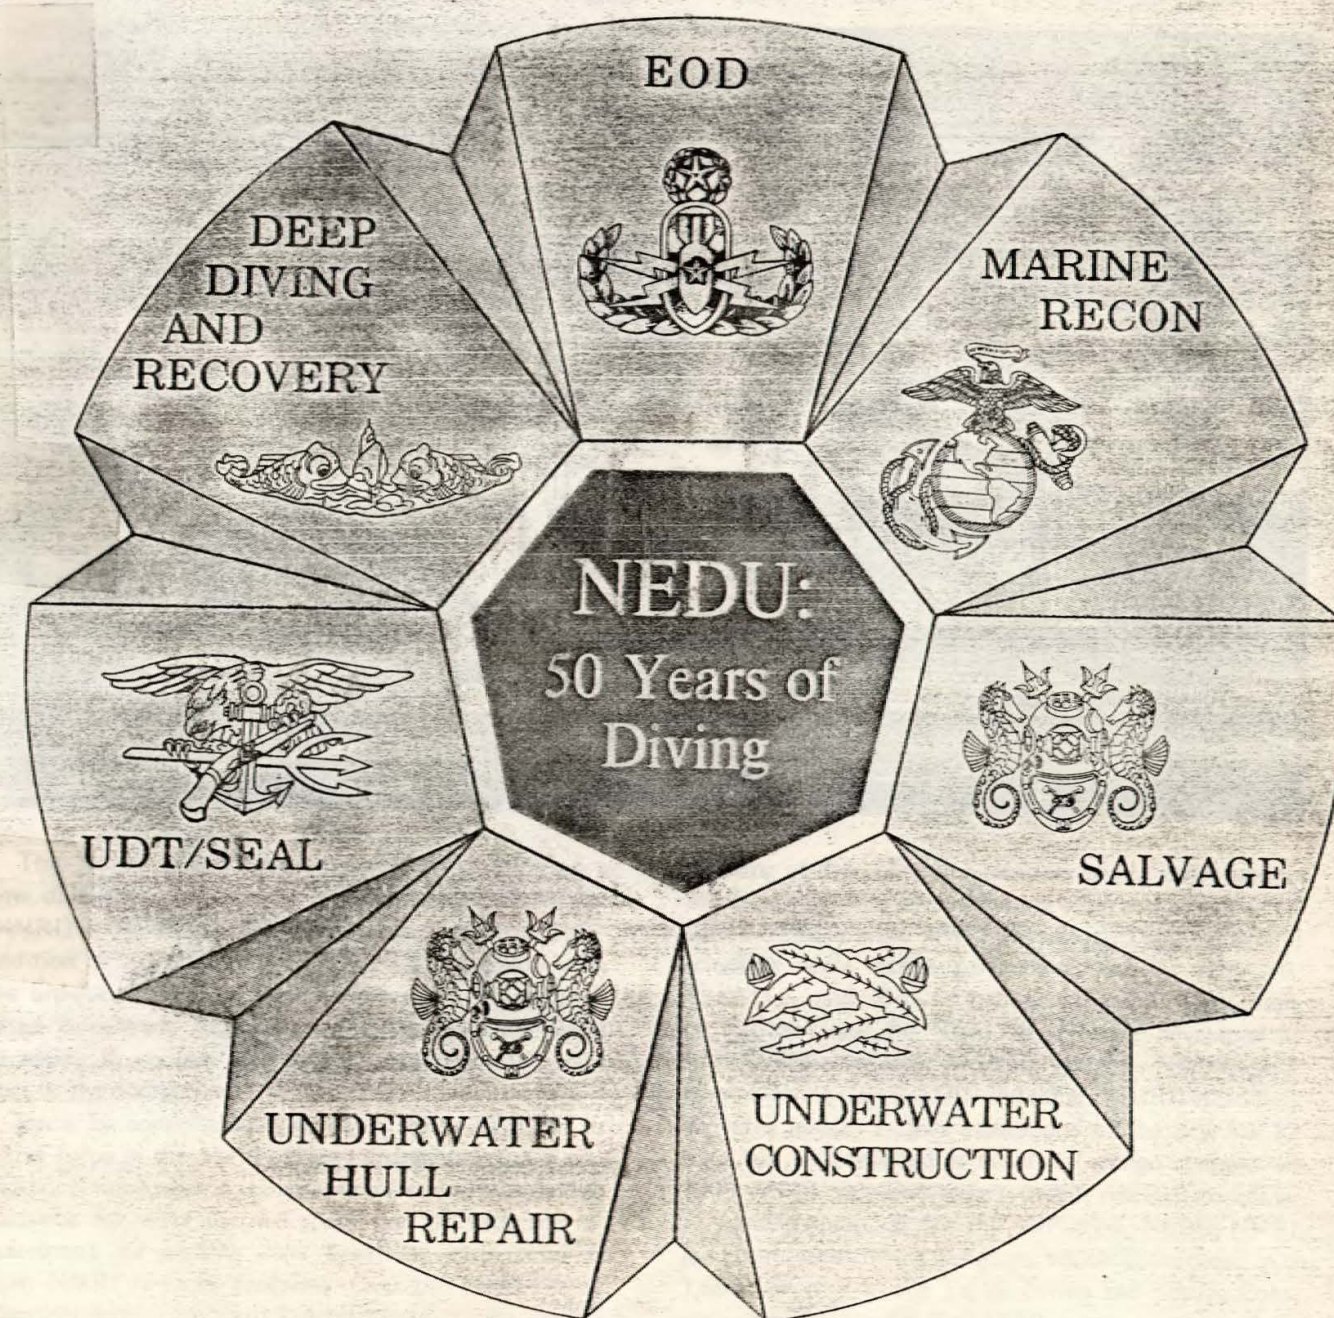 EOD
MARINE
RECON
SALVAGE
UNDERWATER
CONSTRUCTION
UNDERWATER
HULL
REPAIR
UDT/SEAL
DEEP
DIVING
AND
RECOVERY
NEDU:
50 Years of
Diving